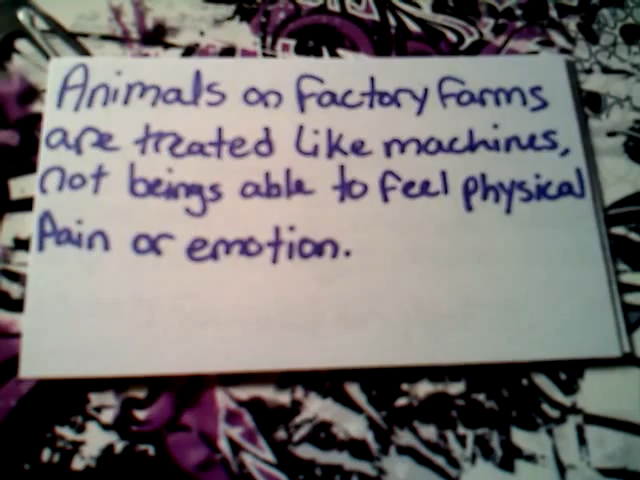 Animals on factory farms
are treated like machines,
not beings able to feel physical
pain or emotion.